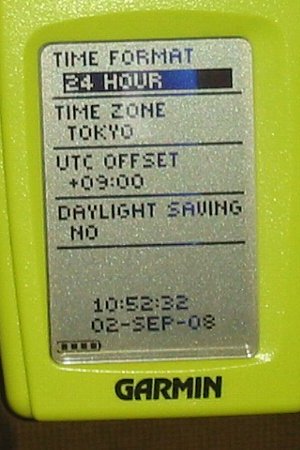 TIME FORMAT
24 HOUR
TIME ZONE
TOKYO
UTC OFFSET
+09:00
DAYLIGHT SAVING
NO
10:52:32
02-SEP-08
GARMIN